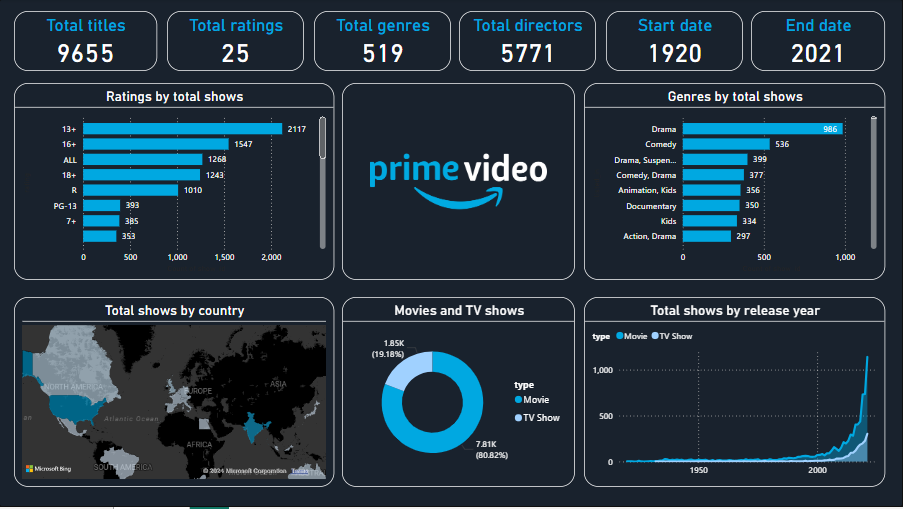 Total titles
9655
Total ratings
25
Total genres
519
Total directors
5771
Start date
1920
End date
2021
Ratings by total shows
13+
2117
16+
1547
ALL
1268
18+
1243
R
1010
PG-13
393
7+
385
353
0
500
1,000
1,500
2,000
prime video
Genres by total shows
Drama
986
Comedy
536
Drama, Suspen...
399
Comedy, Drama
377
Animation, Kids
356
Documentary
350
Kids
334
Action, Drama
297
0
500
1,000
Total shows by country
NORTH AMERICA
EUROPE
ASIA
Atlantic Ocean
AFRICA
SOUTH AMERICA
Microsoft Bing
© 2024 Microsoft Corporation Terms
Movies and TV shows
1.85K
(19.18%)
7.81K
(80.82%)
type
Movie
TV Show
Total shows by release year
type Movie TV Show
1,000
500
0
1950
2000